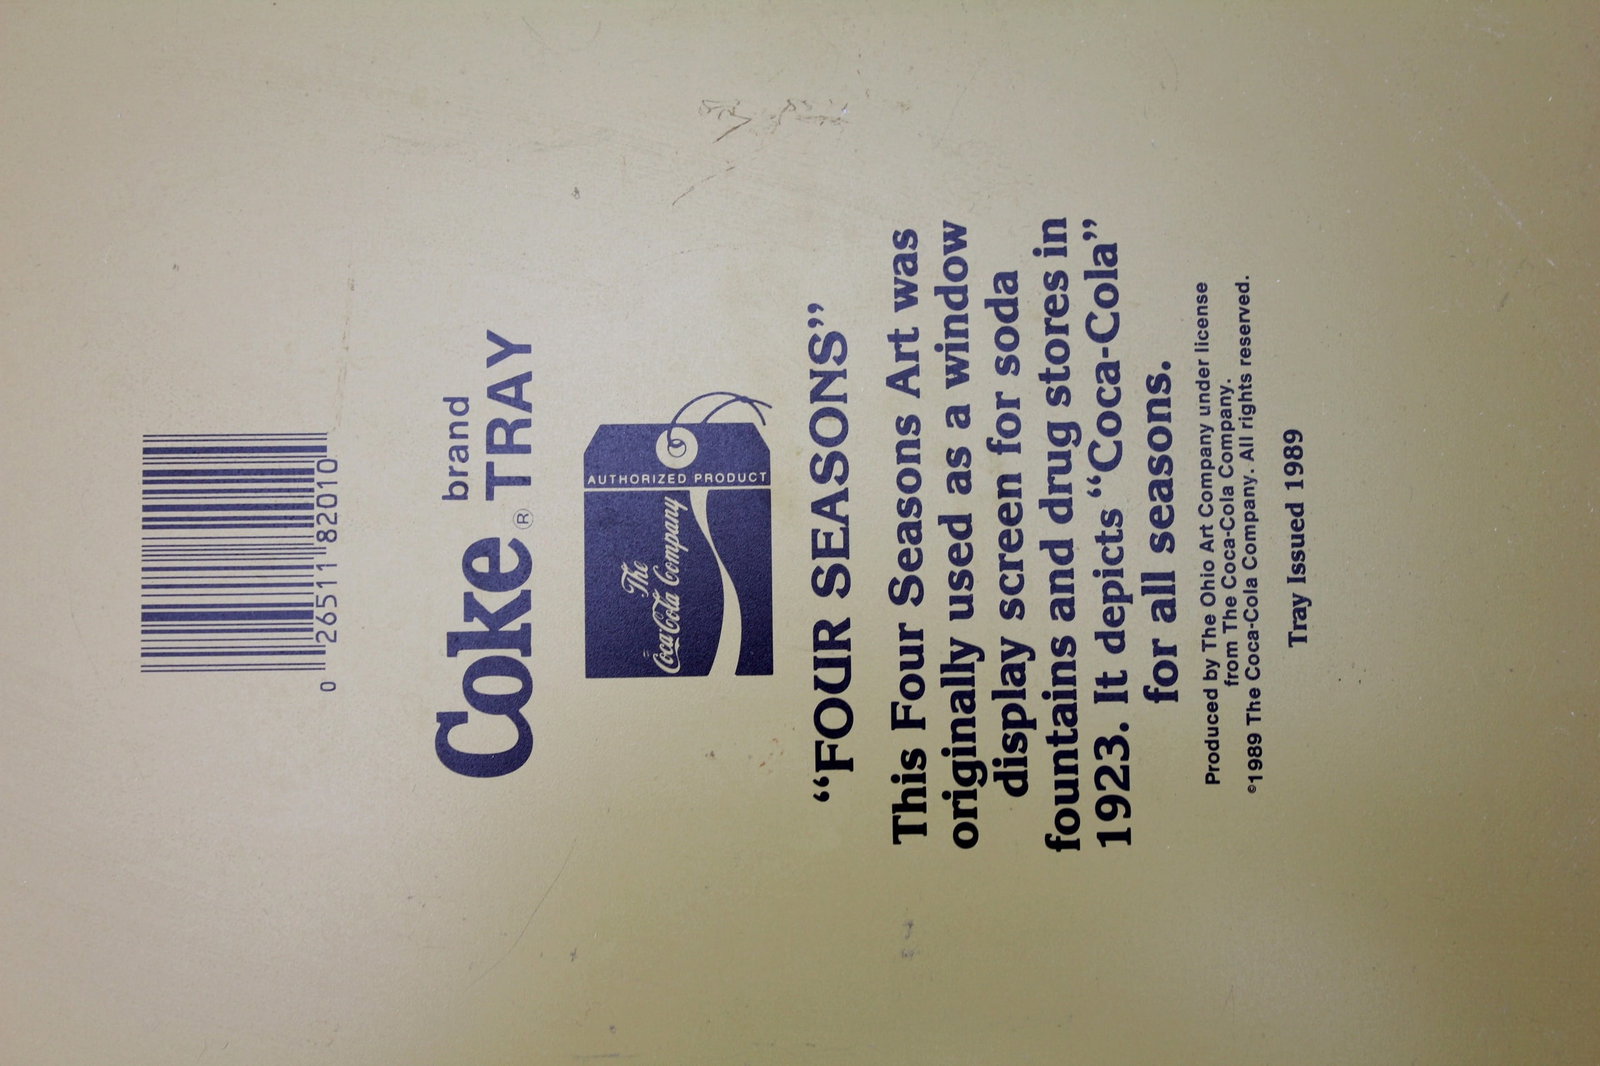 0 26511 82010
Coke® brand TRAY
AUTHORIZED PRODUCT
The
Coca-Cola Company
“FOUR SEASONS”
This Four Seasons Art was
originally used as a window
display screen for soda
fountains and drug stores in
1923. It depicts “Coca-Cola”
for all seasons.
Produced by The Ohio Art Company under license
from The Coca-Cola Company.
©1989 The Coca-Cola Company. All rights reserved.
Tray Issued 1989